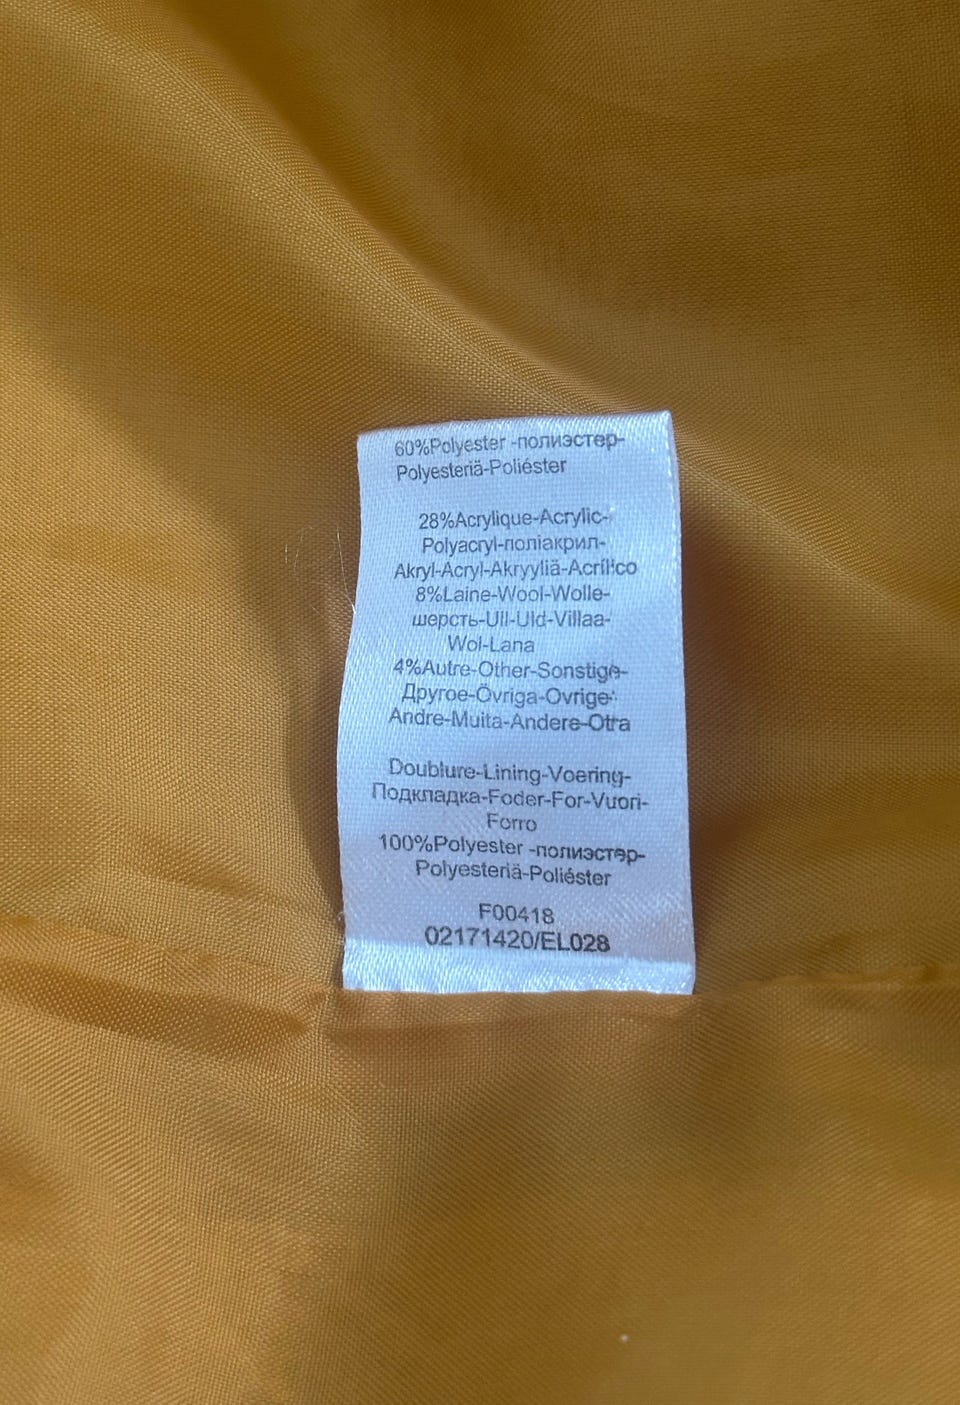 60%Polyester -полиэстер-
Polyesteriä-Poliéster
28%Acrylique-Acrylic-
Polyacryl-поліакрил-
Akryl-Acryl-Akryyliä-Acrílico
8%Laine-Wool-Wolle-
шерсть-Ull-Uld-Villaa-
Wol-Lana
4%Autre-Other-Sonstige-
Другое-Övriga-Ovrige-
Andre-Muita-Andere-Otra
Doublure-Lining-Voering-
Подкладка-Foder-For-Vuori-
Forro
100%Polyester -полиэстер-
Polyesteriä-Poliéster
F00418
02171420/EL028